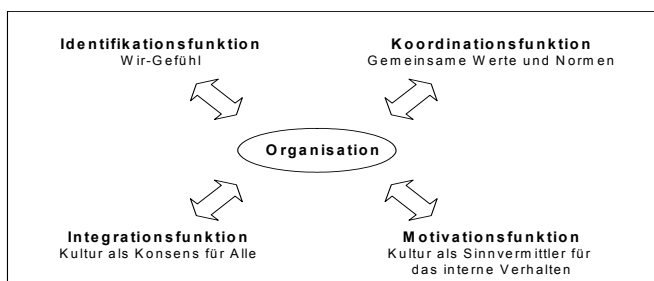 Identifikationsfunktion
Wir-Gefühl
Koordinationsfunktion
Gemeinsame Werte und Normen
Organisation
Integrationsfunktion
Kultur als Konsens für Alle
Motivationsfunktion
Kultur als Sinnvermittler für
das interne Verhalten